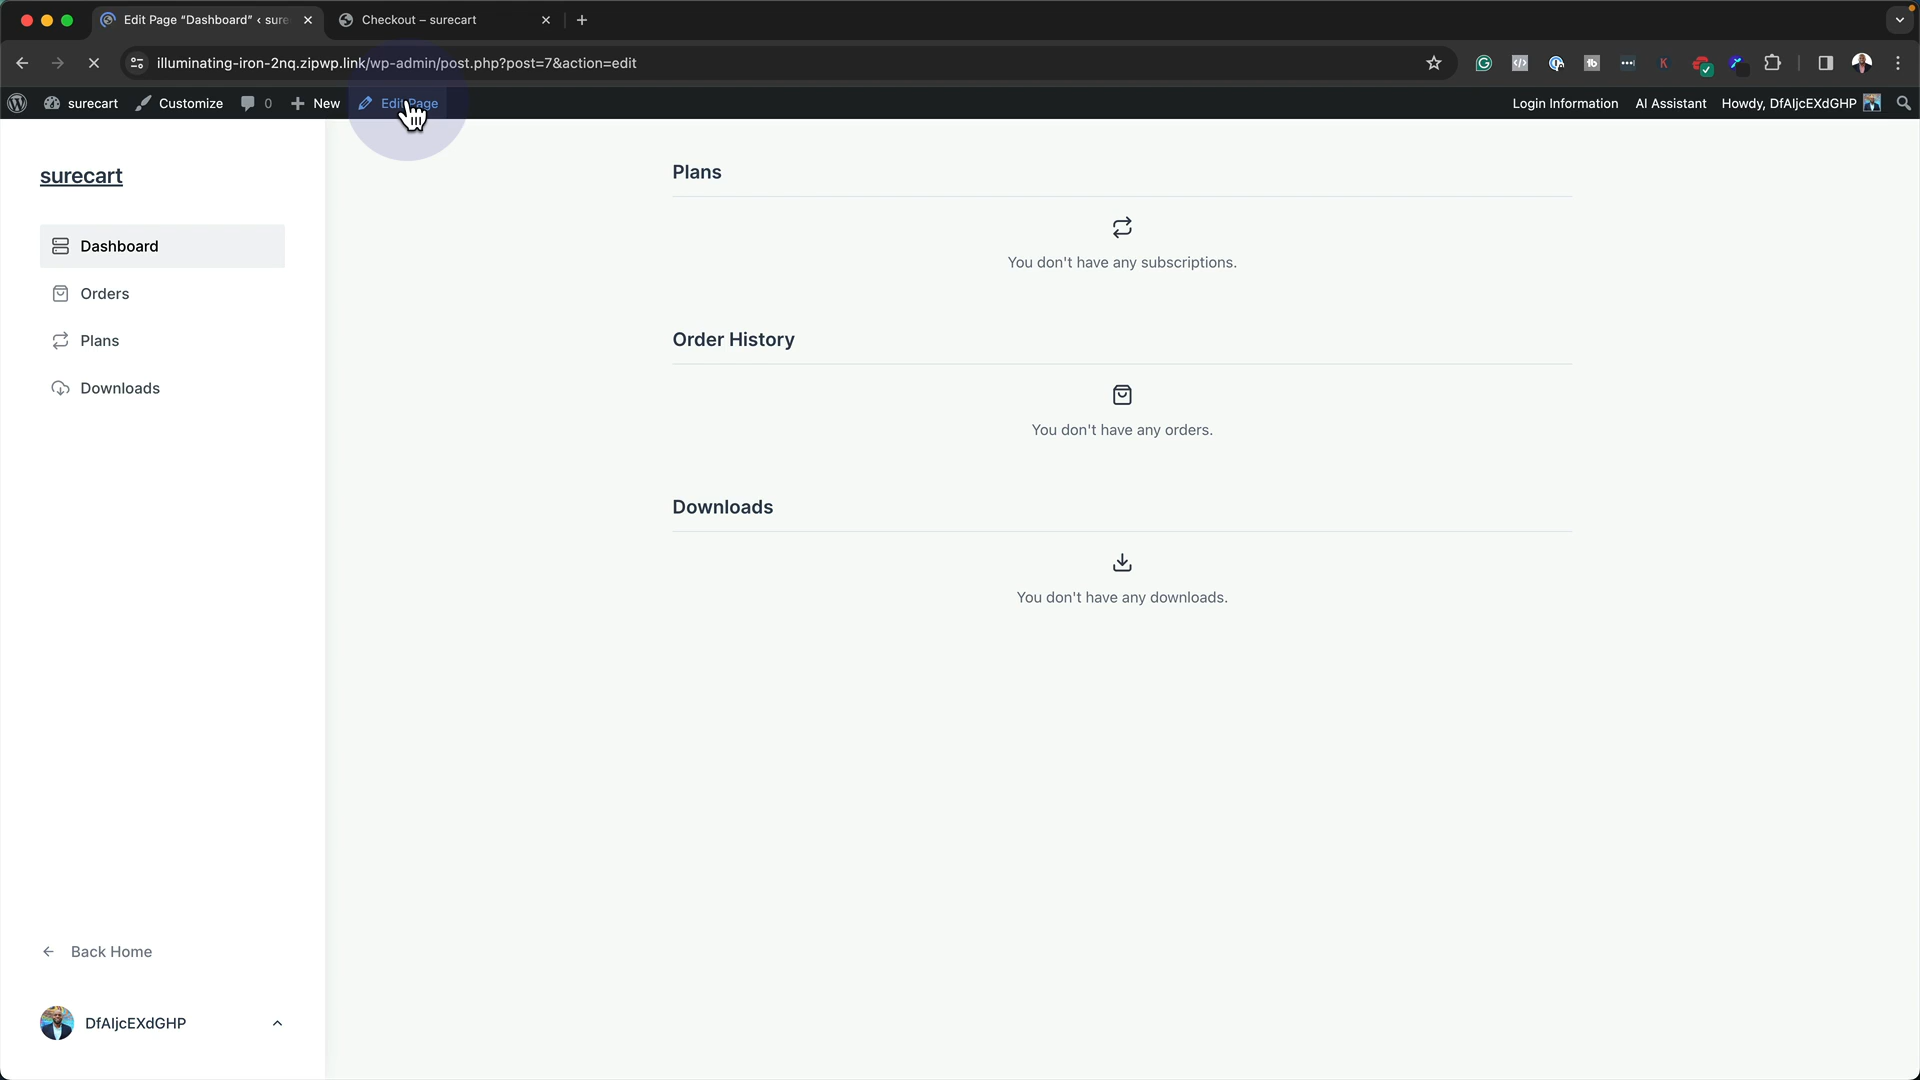 Edit Page “Dashboard” ‹ sure
Checkout – surecart
illuminating-iron-2nq.zipwp.link/wp-admin/post.php?post=7&action=edit
surecart
Customize
0
New
Edit Page
Login Information
AI Assistant
Howdy, DfAIjcEXdGHP
surecart
Dashboard
Orders
Plans
Downloads
Plans
You don't have any subscriptions.
Order History
You don't have any orders.
Downloads
You don't have any downloads.
Back Home
DfAIjcEXdGHP